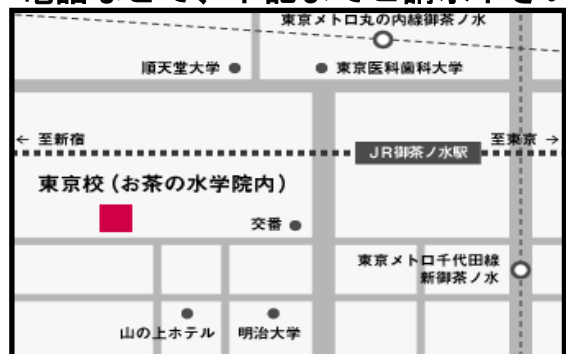 東京メトロ丸の内線御茶ノ水
順天堂大学
東京医科歯科大学
← 至新宿
至東京 →
JR御茶ノ水駅
東京校(お茶の水学院内)
交番
東京メトロ千代田線
新御茶ノ水
山の上ホテル
明治大学